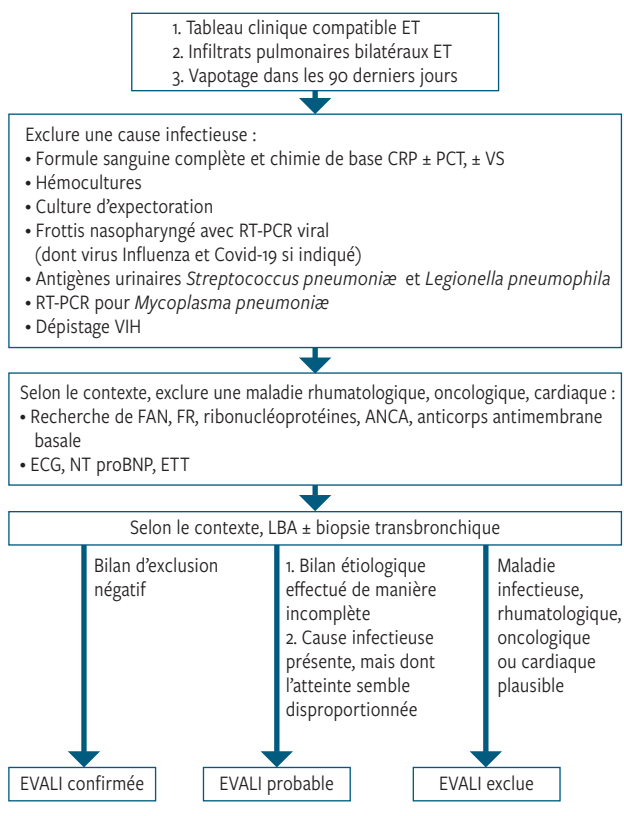 1. Tableau clinique compatible ET
2. Infiltrats pulmonaires bilatéraux ET
3. Vapotage dans les 90 derniers jours
Exclure une cause infectieuse :
• Formule sanguine complète et chimie de base CRP ± PCT, ± VS
• Hémocultures
• Culture d’expectoration
• Frottis nasopharyngé avec RT-PCR viral
(dont virus Influenza et Covid-19 si indiqué)
• Antigènes urinaires Streptococcus pneumoniæ et Legionella pneumophila
• RT-PCR pour Mycoplasma pneumoniæ
• Dépistage VIH
Selon le contexte, exclure une maladie rhumatologique, oncologique, cardiaque :
• Recherche de FAN, FR, ribonucléoprotéines, ANCA, anticorps antimembrane
basale
• ECG, NT proBNP, ETT
Selon le contexte, LBA ± biopsie transbronchique
Bilan d’exclusion
négatif
1. Bilan étiologique
effectué de manière
incomplète
2. Cause infectieuse
présente, mais dont
l’atteinte semble
disproportionnée
Maladie
infectieuse,
rhumatologique,
oncologique
ou cardiaque
plausible
EVALI confirmée
EVALI probable
EVALI exclue